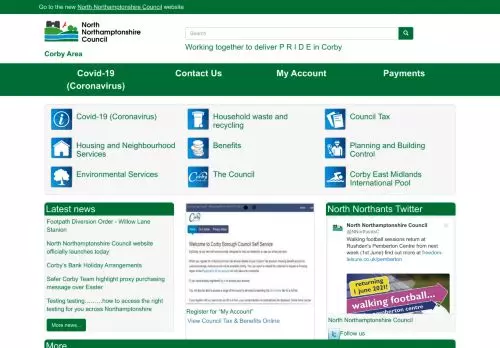 Go to the new North Northamptonshire Council website
North
Northamptonshire
Council
Corby Area
Search
Working together to deliver P R I D E in Corby
Covid-19
(Coronavirus)
Contact Us
My Account
Payments
Covid-19 (Coronavirus)
Household waste and
recycling
Council Tax
Housing and Neighbourhood
Services
Benefits
Planning and Building
Control
Environmental Services
Corby
The Council
Corby East Midlands
International Pool
Latest news
Footpath Diversion Order - Willow Lane
Stanion
North Northamptonshire Council website
officially launches today
Corby's Bank Holiday Arrangements
Safer Corby Team highlight proxy purchasing
message over Easter
Testing testing.........how to access the right
testing for you across Northamptonshire
More news...
Corby
Welcome to Corby Borough Council Self Service
Register for "My Account"
View Council Tax & Benefits Online
North Northants Twitter
North Northamptonshire Council
Walking football sessions return at
Rushden's Pemberton Centre from next
week (1st June) find out more at freedom-
leisure.co.uk/pemberton
returning
1 june 2021!
walking football...
pemberton centre
North Northamptonshire Council
Follow us
More